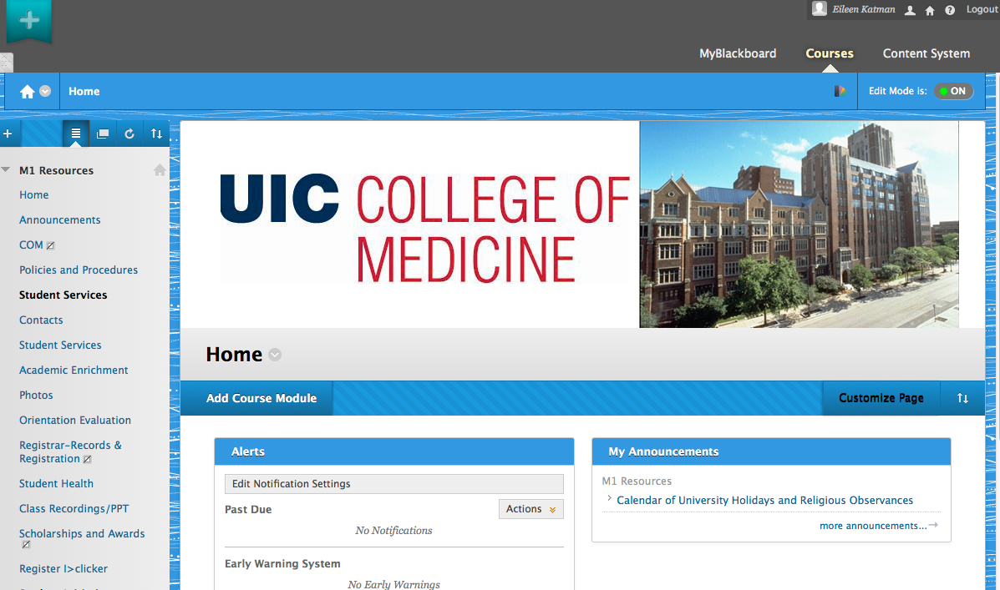 Eileen Katman
Logout
MyBlackboard
Courses
Content System
Home
Edit Mode is:
ON
M1 Resources
Home
Announcements
COM
Policies and Procedures
Student Services
Contacts
Student Services
Academic Enrichment
Photos
Orientation Evaluation
Registrar-Records &
Registration
Student Health
Class Recordings/PPT
Scholarships and Awards
Register I>clicker
UIC COLLEGE OF
MEDICINE
Home
Add Course Module
Customize Page
Alerts
Edit Notification Settings
Past Due
Actions
No Notifications
Early Warning System
No Early Warnings
My Announcements
M1 Resources
Calendar of University Holidays and Religious Observances
more announcements...